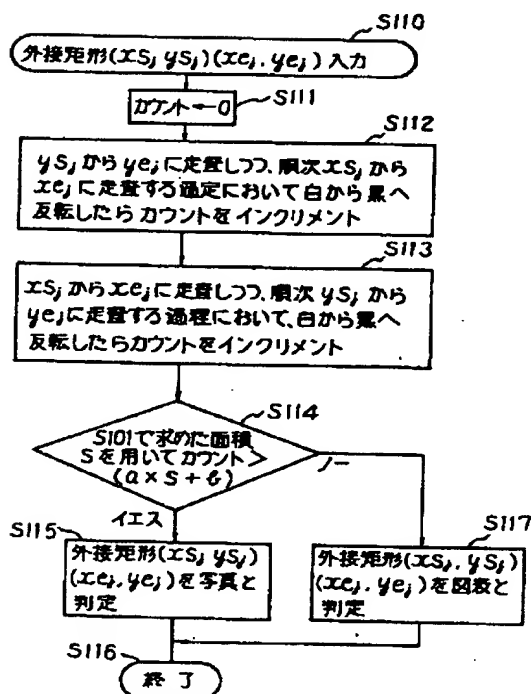 S110
外接矩形(xsj ysj)(xej, yej)入力
S111
カウント←0
S112
ysjからyejに定査しつつ、順次xsjから
xejに定査する過定において白から黒へ
反転したらカウントをインクリメント
S113
xsjからxejに定査しつつ、順次ysjから
yejに定査する過程において、白から黒へ
反転したらカウントをインクリメント
S114
S101で求めた面積
Sを用いてカウント>
(a×S+b)
ノー
イエス
S115
外接矩形(xsj ysj)
(xej, yej)を写真と
判定
S117
外接矩形(xsj, ysj)
(xej, yej)を図表と
判定
S116
終了